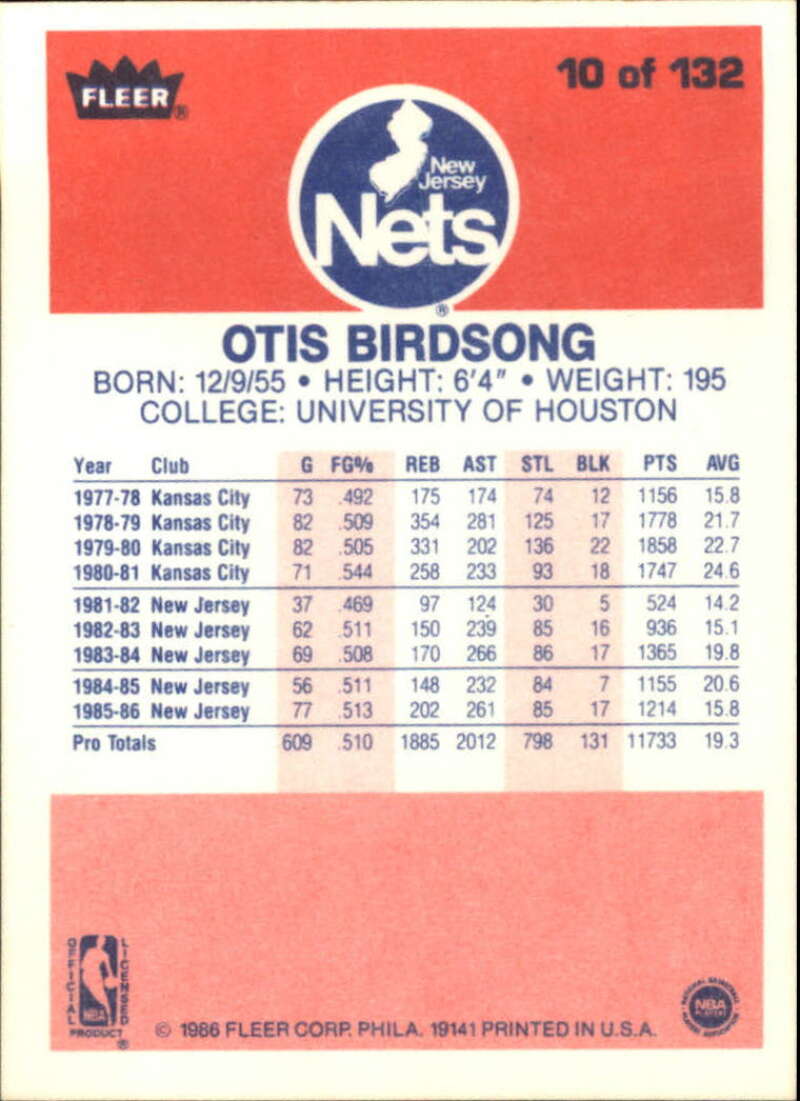 FLEER®
10 of 132
New
Jersey
Nets
®
OTIS BIRDSONG
BORN: 12/9/55 • HEIGHT: 6'4" • WEIGHT: 195
COLLEGE: UNIVERSITY OF HOUSTON
Year Club G FG% REB AST STL BLK PTS AVG
1977-78 Kansas City 73 .492 175 174 74 12 1156 15.8
1978-79 Kansas City 82 .509 354 281 125 17 1778 21.7
1979-80 Kansas City 82 .505 331 202 136 22 1858 22.7
1980-81 Kansas City 71 .544 258 233 93 18 1747 24.6
1981-82 New Jersey 37 .469 97 124 30 5 524 14.2
1982-83 New Jersey 62 .511 150 239 85 16 936 15.1
1983-84 New Jersey 69 .508 170 266 86 17 1365 19.8
1984-85 New Jersey 56 .511 148 232 84 7 1155 20.6
1985-86 New Jersey 77 .513 202 261 85 17 1214 15.8
Pro Totals 609 .510 1885 2012 798 131 11733 19.3
OFFICIAL
LICENSED
NBA
PRODUCT
®
© 1986 FLEER CORP. PHILA. 19141 PRINTED IN U.S.A.
NATIONAL BASKETBALL
NBA
PLAYERS
ASSOCIATION